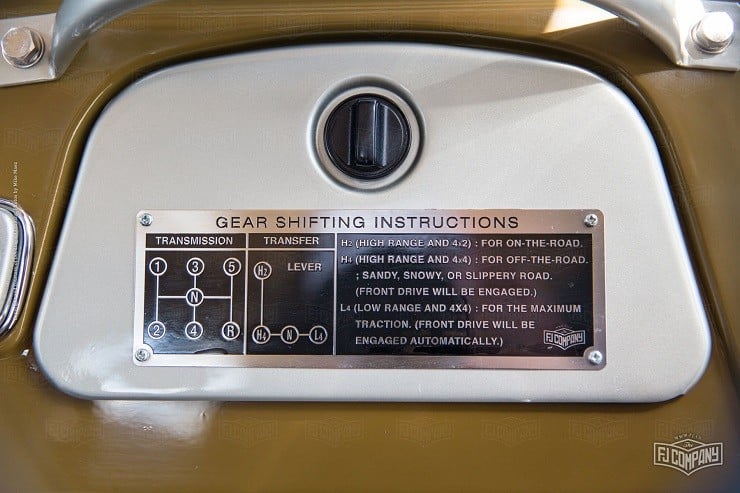 GEAR SHIFTING INSTRUCTIONS
TRANSMISSION
1 3 5
N
2 4 R
TRANSFER
H2 LEVER
H4 N L4
H2 (HIGH RANGE AND 4x2) : FOR ON-THE-ROAD.
H4 (HIGH RANGE AND 4x4) : FOR OFF-THE-ROAD.
; SANDY, SNOWY, OR SLIPPERY ROAD.
(FRONT DRIVE WILL BE ENGAGED.)
L4 (LOW RANGE AND 4X4) : FOR THE MAXIMUM
TRACTION. (FRONT DRIVE WILL BE
ENGAGED AUTOMATICALLY.)
FJ COMPANY
The
FJ COMPANY